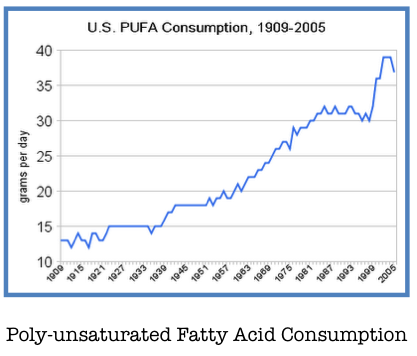 U.S. PUFA Consumption, 1909-2005
grams per day
40
35
30
25
20
15
10
1909 1915 1921 1927 1933 1939 1945 1951 1957 1963 1969 1975 1981 1987 1993 1999 2005
Poly-unsaturated Fatty Acid Consumption